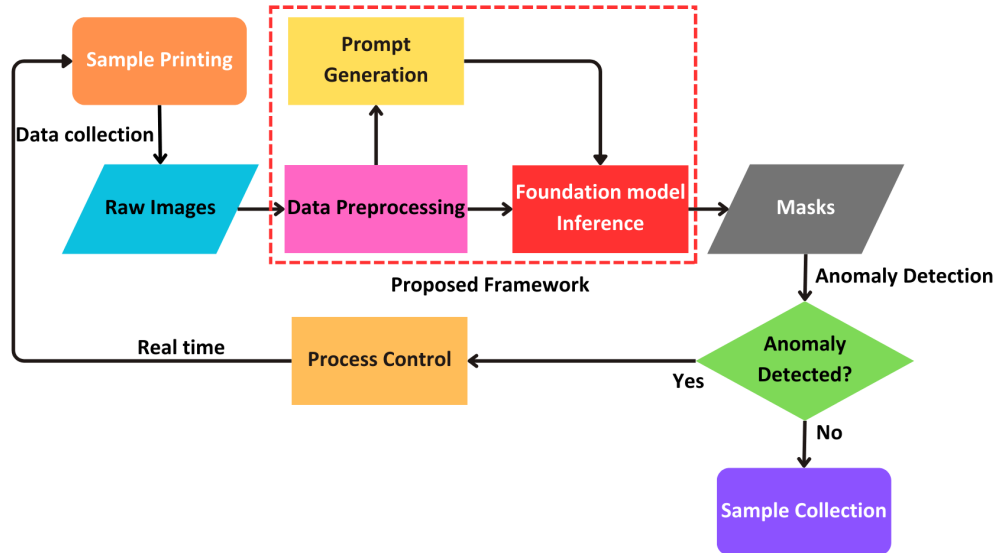 Sample Printing
Prompt
Generation
Data collection
Raw Images
Data Preprocessing
Foundation model
Inference
Masks
Proposed Framework
Anomaly Detection
Real time
Process Control
Anomaly
Detected?
Yes
No
Sample Collection